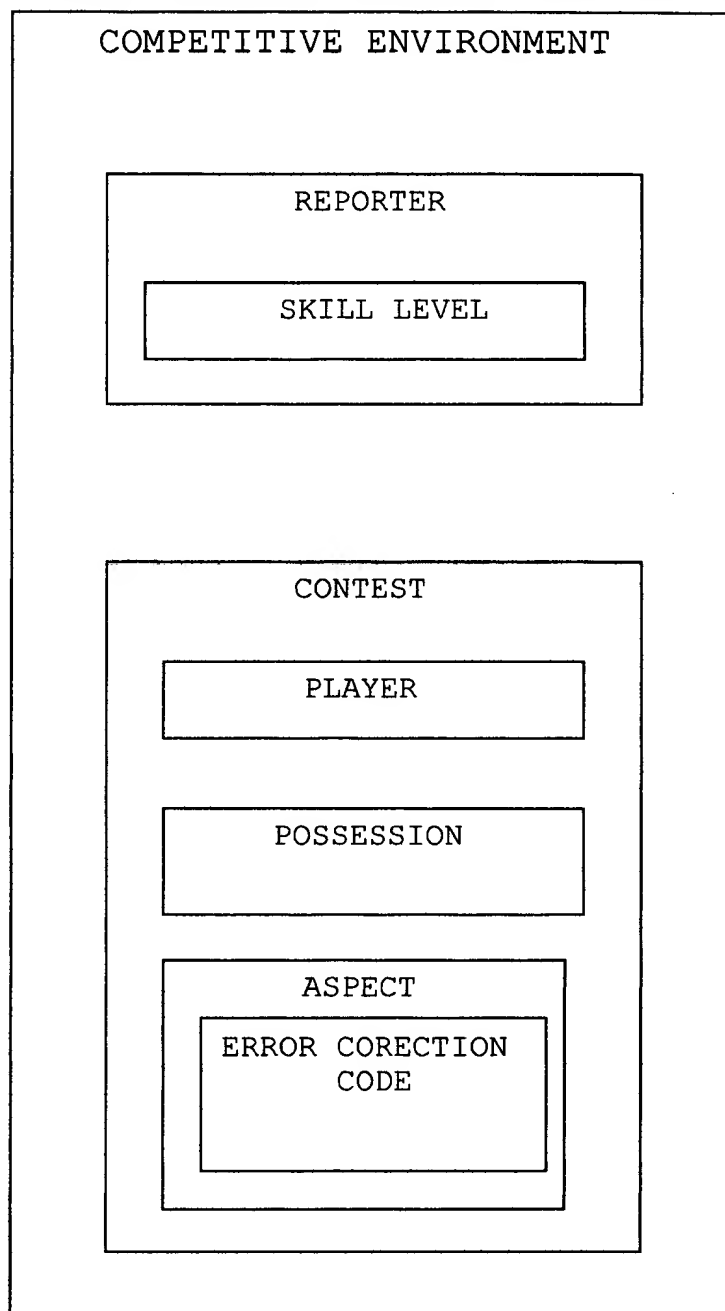 COMPETITIVE ENVIRONMENT
REPORTER
SKILL LEVEL
CONTEST
PLAYER
POSSESSION
ASPECT
ERROR CORECTION
CODE